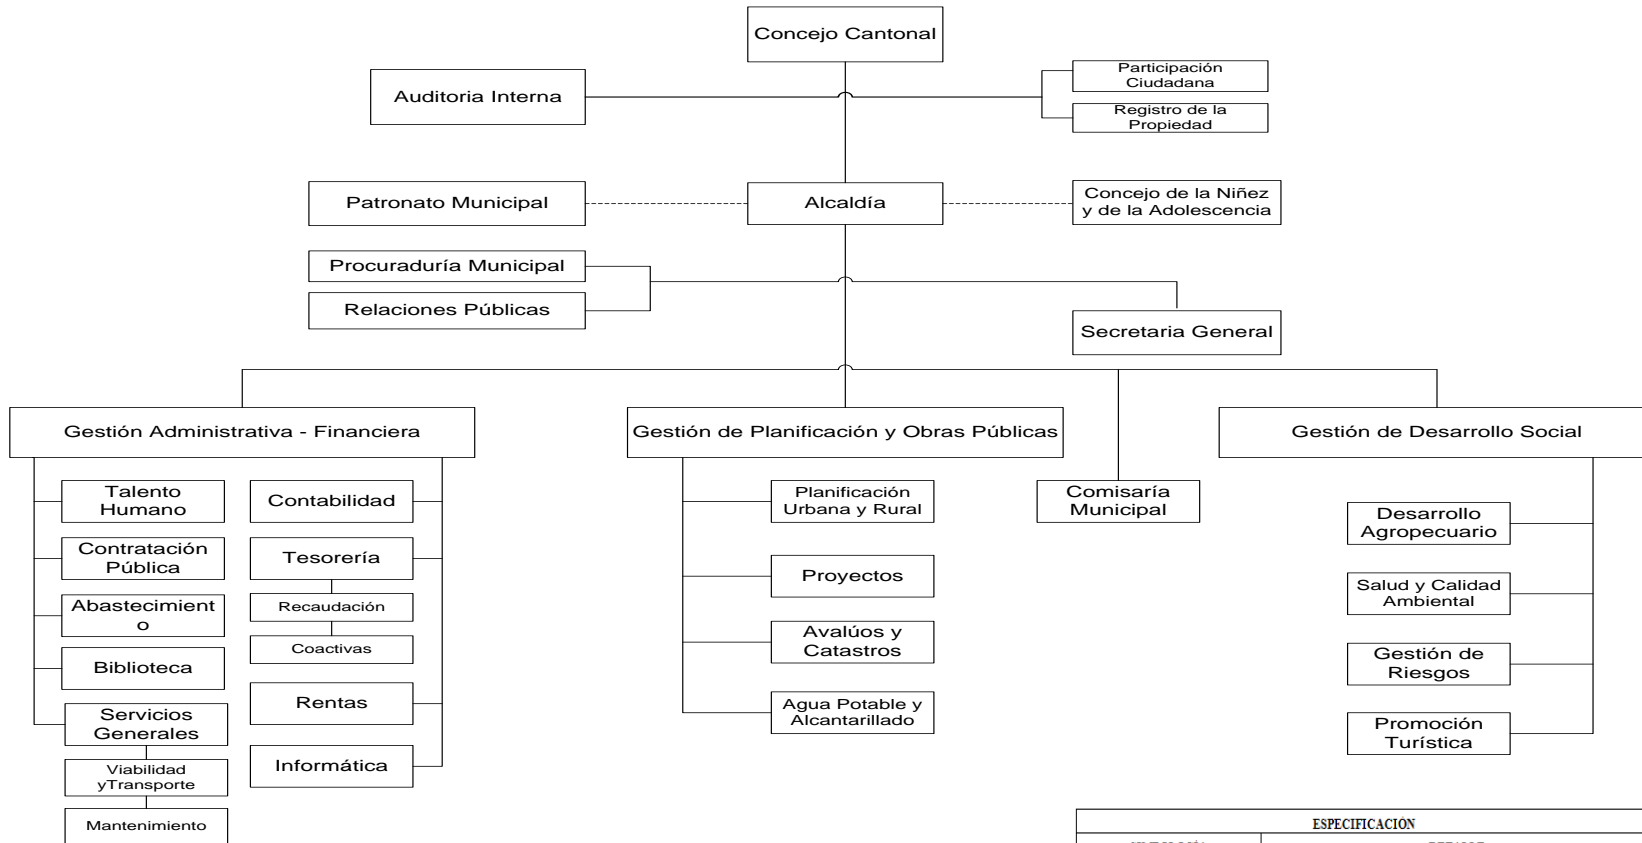 Concejo Cantonal
Auditoria Interna
Participación
Ciudadana
Registro de la
Propiedad
Patronato Municipal
Alcaldía
Concejo de la Niñez
y de la Adolescencia
Procuraduría Municipal
Relaciones Públicas
Secretaria General
Gestión Administrativa - Financiera
Gestión de Planificación y Obras Públicas
Gestión de Desarrollo Social
Talento
Humano
Contratación
Pública
Abastecimient
o
Biblioteca
Servicios
Generales
Viabilidad
yTransporte
Mantenimiento
Contabilidad
Tesorería
Recaudación
Coactivas
Rentas
Informática
Planificación
Urbana y Rural
Proyectos
Avalúos y
Catastros
Agua Potable y
Alcantarillado
Comisaría
Municipal
Desarrollo
Agropecuario
Salud y Calidad
Ambiental
Gestión de
Riesgos
Promoción
Turística
ESPECIFICACIÓN